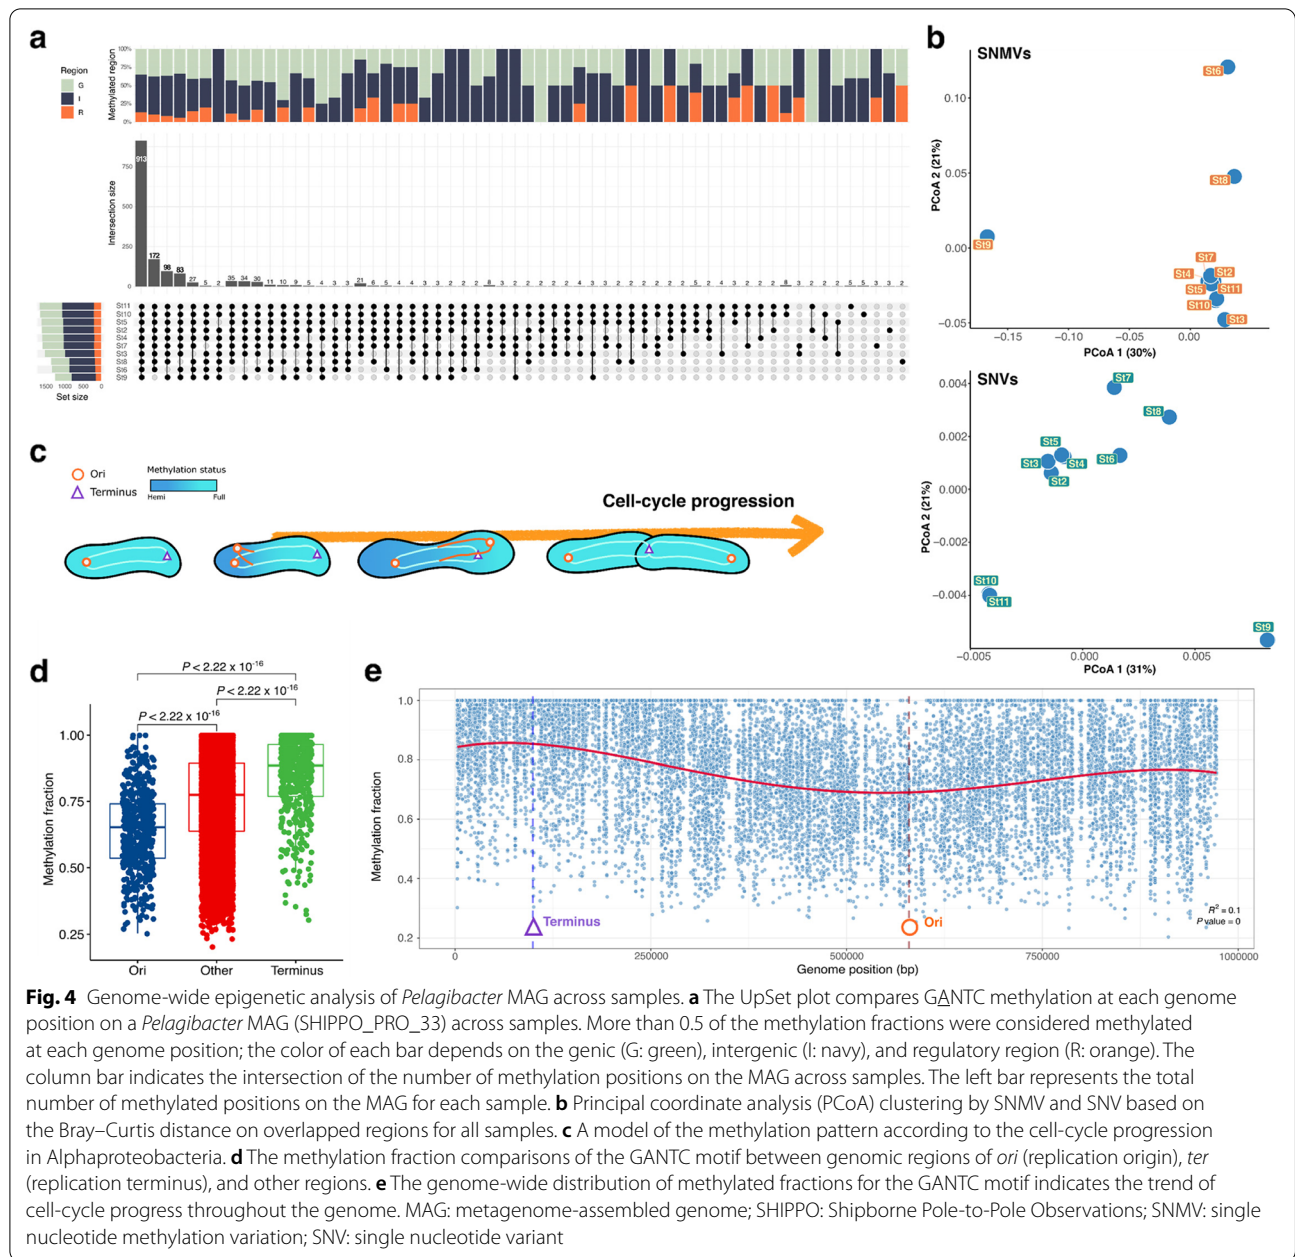 a
Region
G
I
R
Methylated region
100%
75%
50%
25%
0%
Intersection size
750
500
250
0
913
172
98
83
27
5
2
35
34
30
11
10
9
5
4
3
3
21
6
5
4
4
3
3
2
2
2
8
3
2
2
2
2
2
St11
St10
St5
St2
St4
St7
St3
St8
St6
St9
1500 1000 500 0
Set size
b
SNMVs
PCoA 2 (21%)
0.10
0.05
0.00
−0.05
St6
St8
St9
St7
St4
St2
St5
St11
St10
St3
−0.15 −0.10 −0.05 0.00
PCoA 1 (30%)
SNVs
PCoA 2 (21%)
0.004
0.002
0.000
−0.002
−0.004
St7
St8
St5
St3
St4
St6
St2
St10
St11
St9
−0.005 0.000 0.005
PCoA 1 (31%)
c
Ori
Terminus
Methylation status
Hemi Full
Cell-cycle progression
d
P < 2.22 x 10-16
P < 2.22 x 10-16
P < 2.22 x 10-16
Methylation fraction
1.00
0.75
0.50
0.25
Ori Other Terminus
e
Methylation fraction
1.0
0.8
0.6
0.4
0.2
Terminus
Ori
R2 = 0.1
P value = 0
0 250000 500000 750000 1000000
Genome position (bp)
Fig. 4 Genome-wide epigenetic analysis of Pelagibacter MAG across samples. a The UpSet plot compares GANTC methylation at each genome
position on a Pelagibacter MAG (SHIPPO_PRO_33) across samples. More than 0.5 of the methylation fractions were considered methylated
at each genome position; the color of each bar depends on the genic (G: green), intergenic (I: navy), and regulatory region (R: orange). The
column bar indicates the intersection of the number of methylation positions on the MAG across samples. The left bar represents the total
number of methylated positions on the MAG for each sample. b Principal coordinate analysis (PCoA) clustering by SNMV and SNV based on
the Bray–Curtis distance on overlapped regions for all samples. c A model of the methylation pattern according to the cell-cycle progression
in Alphaproteobacteria. d The methylation fraction comparisons of the GANTC motif between genomic regions of ori (replication origin), ter
(replication terminus), and other regions. e The genome-wide distribution of methylated fractions for the GANTC motif indicates the trend of
cell-cycle progress throughout the genome. MAG: metagenome-assembled genome; SHIPPO: Shipborne Pole-to-Pole Observations; SNMV: single
nucleotide methylation variation; SNV: single nucleotide variant